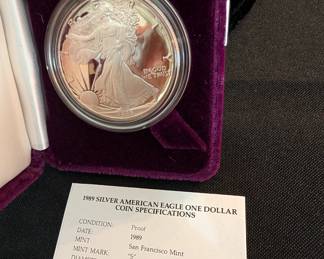 IN GOD
WE TRUST
1989 SILVER AMERICAN EAGLE ONE DOLLAR
COIN SPECIFICATIONS
CONDITION: Proof
DATE: 1989
MINT San Francisco Mint
MINT MARK: "S"